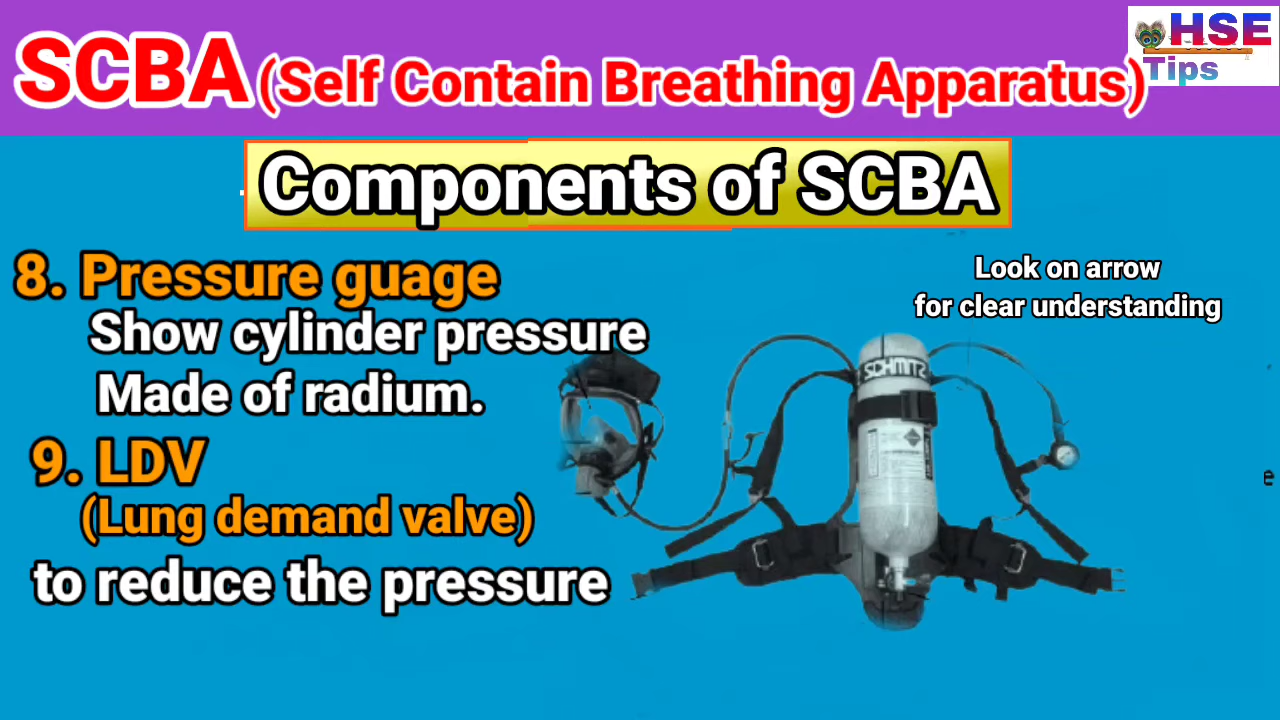 HSE
Tips
SCBA (Self Contain Breathing Apparatus)
Components of SCBA
8. Pressure guage
Show cylinder pressure
Made of radium.
9. LDV
(Lung demand valve)
to reduce the pressure
Look on arrow
for clear understanding
SCHMITZ
e